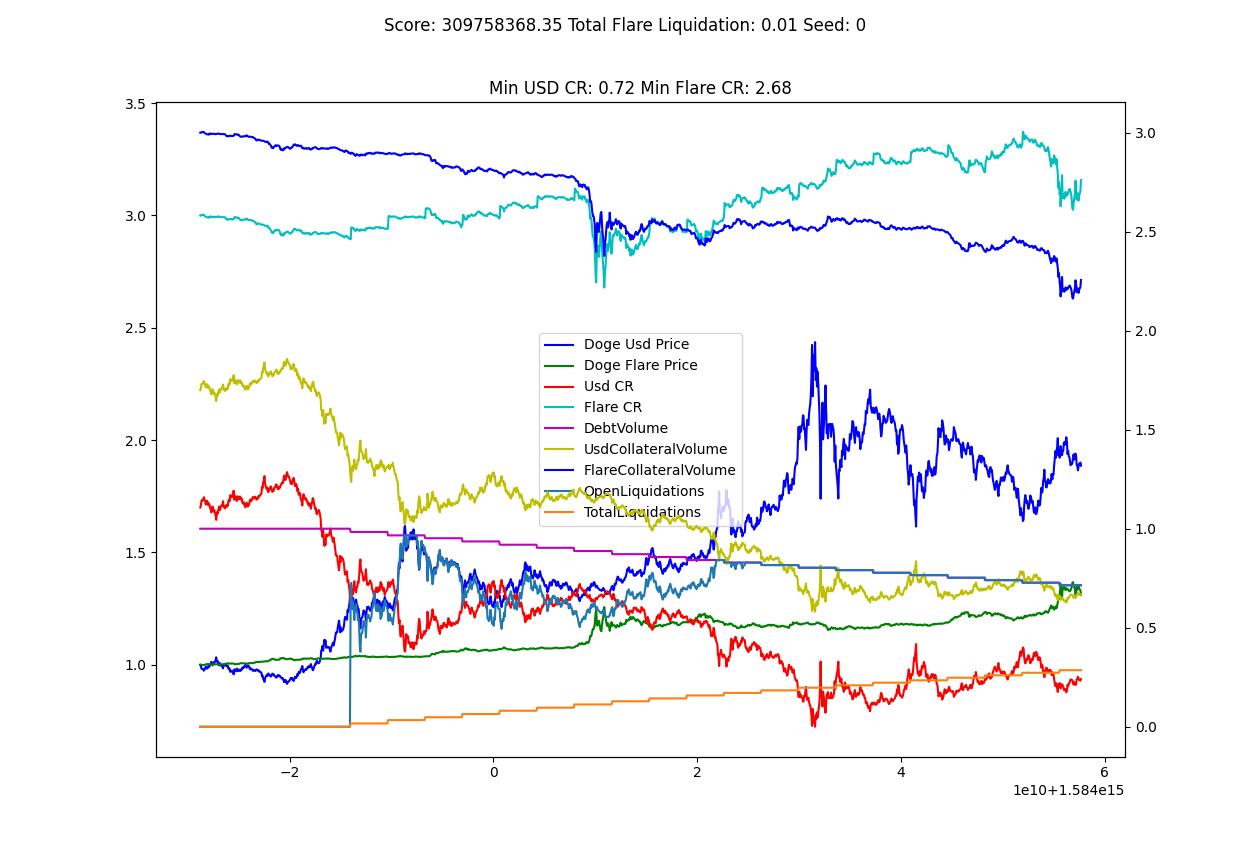 Score: 309758368.35 Total Flare Liquidation: 0.01 Seed: 0
Min USD CR: 0.72 Min Flare CR: 2.68
3.5
3.0
2.5
2.0
1.5
1.0
3.0
2.5
2.0
1.5
1.0
0.5
0.0
Doge Usd Price
Doge Flare Price
Usd CR
Flare CR
DebtVolume
UsdCollateralVolume
FlareCollateralVolume
OpenLiquidations
TotalLiquidations
−2
0
2
4
6
1e10+1.584e15